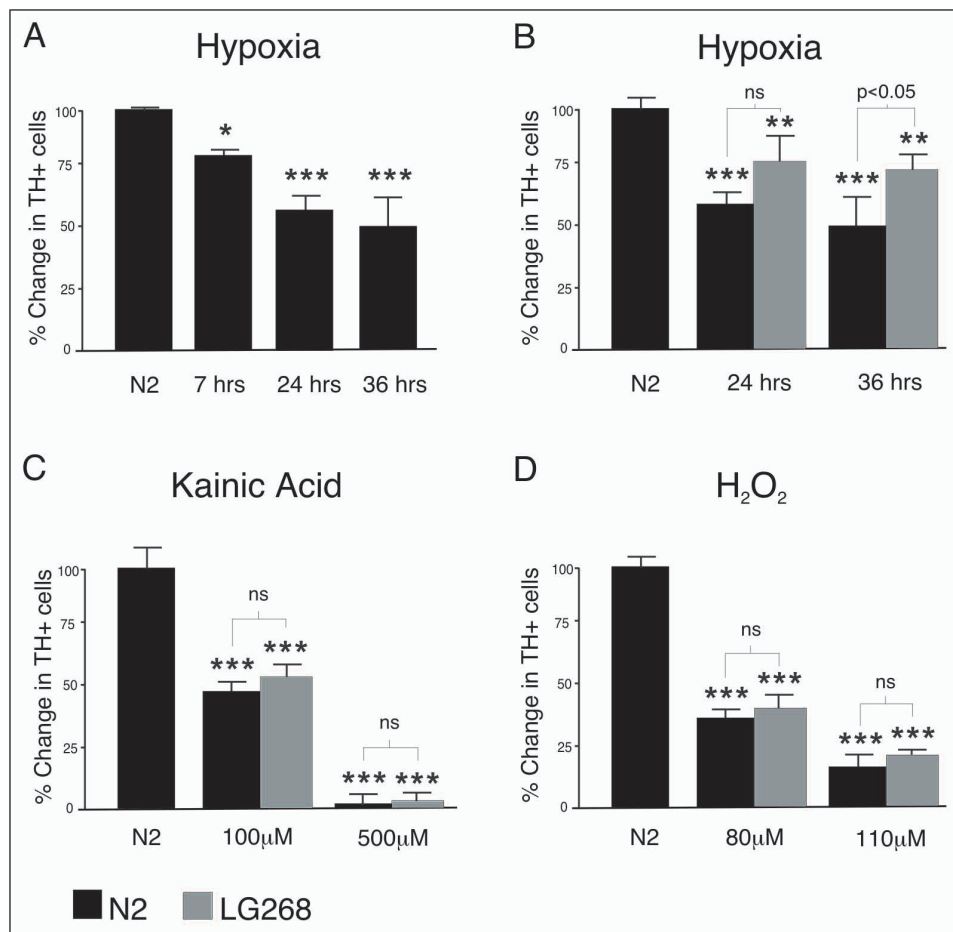 A
Hypoxia
% Change in TH+ cells
100
75
50
25
0
*
***
***
N2
7 hrs
24 hrs
36 hrs
B
Hypoxia
% Change in TH+ cells
100
75
50
25
0
ns
p<0.05
***
**
***
**
N2
24 hrs
36 hrs
C
Kainic Acid
% Change in TH+ cells
100
75
50
25
0
ns
***
***
ns
***
***
N2
100μM
500μM
D
H₂O₂
% Change in TH+ cells
100
75
50
25
0
ns
***
***
ns
***
***
N2
80μM
110μM
N2
LG268